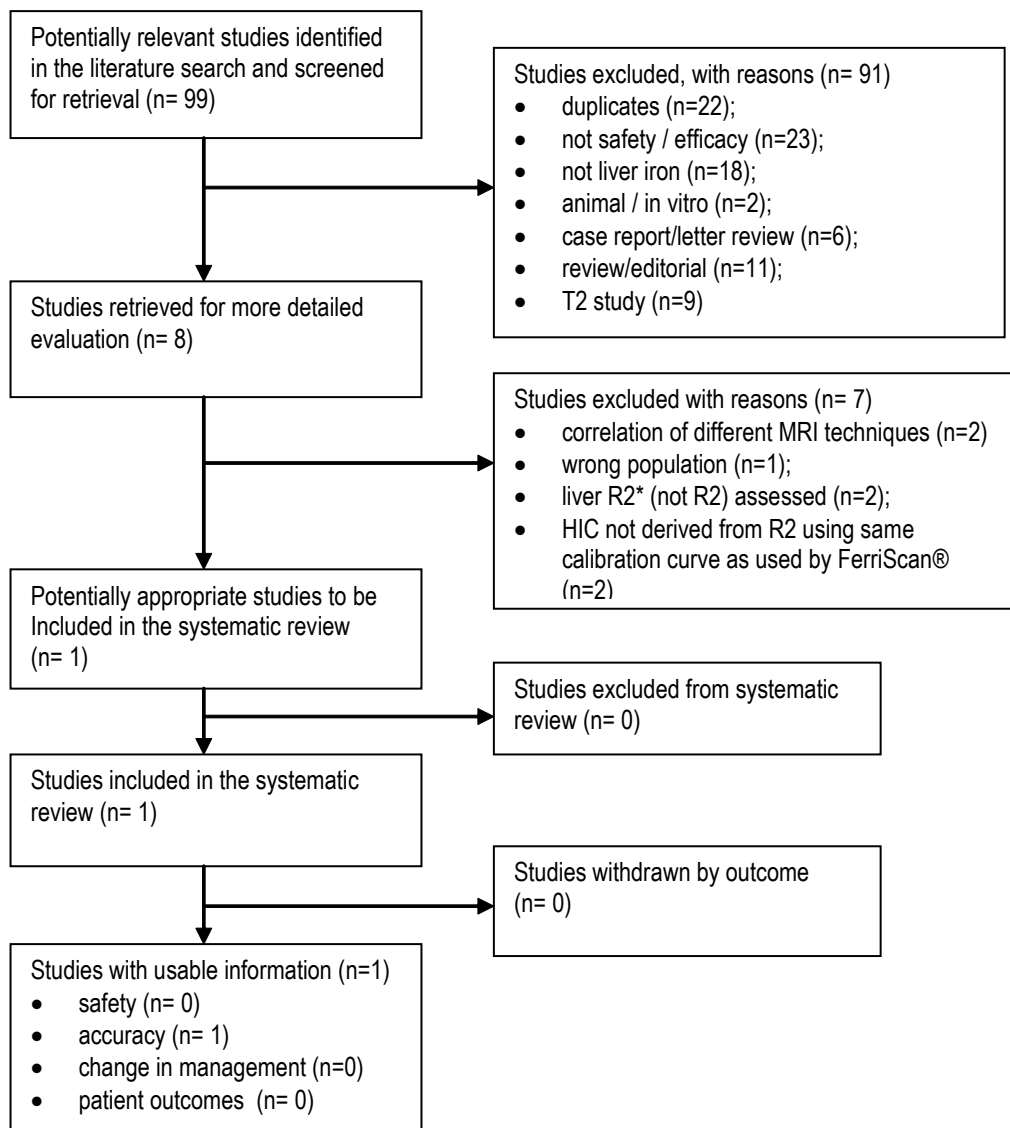 Potentially relevant studies identified
in the literature search and screened
for retrieval (n= 99)
Studies excluded, with reasons (n= 91)
• duplicates (n=22);
• not safety / efficacy (n=23);
• not liver iron (n=18);
• animal / in vitro (n=2);
• case report/letter review (n=6);
• review/editorial (n=11);
• T2 study (n=9)
Studies retrieved for more detailed
evaluation (n= 8)
Studies excluded with reasons (n= 7)
• correlation of different MRI techniques (n=2)
• wrong population (n=1);
• liver R2* (not R2) assessed (n=2);
• HIC not derived from R2 using same
calibration curve as used by FerriScan®
(n=2)
Potentially appropriate studies to be
Included in the systematic review
(n= 1)
Studies excluded from systematic
review (n= 0)
Studies included in the systematic
review (n= 1)
Studies withdrawn by outcome
(n= 0)
Studies with usable information (n=1)
• safety (n= 0)
• accuracy (n= 1)
• change in management (n=0)
• patient outcomes (n= 0)